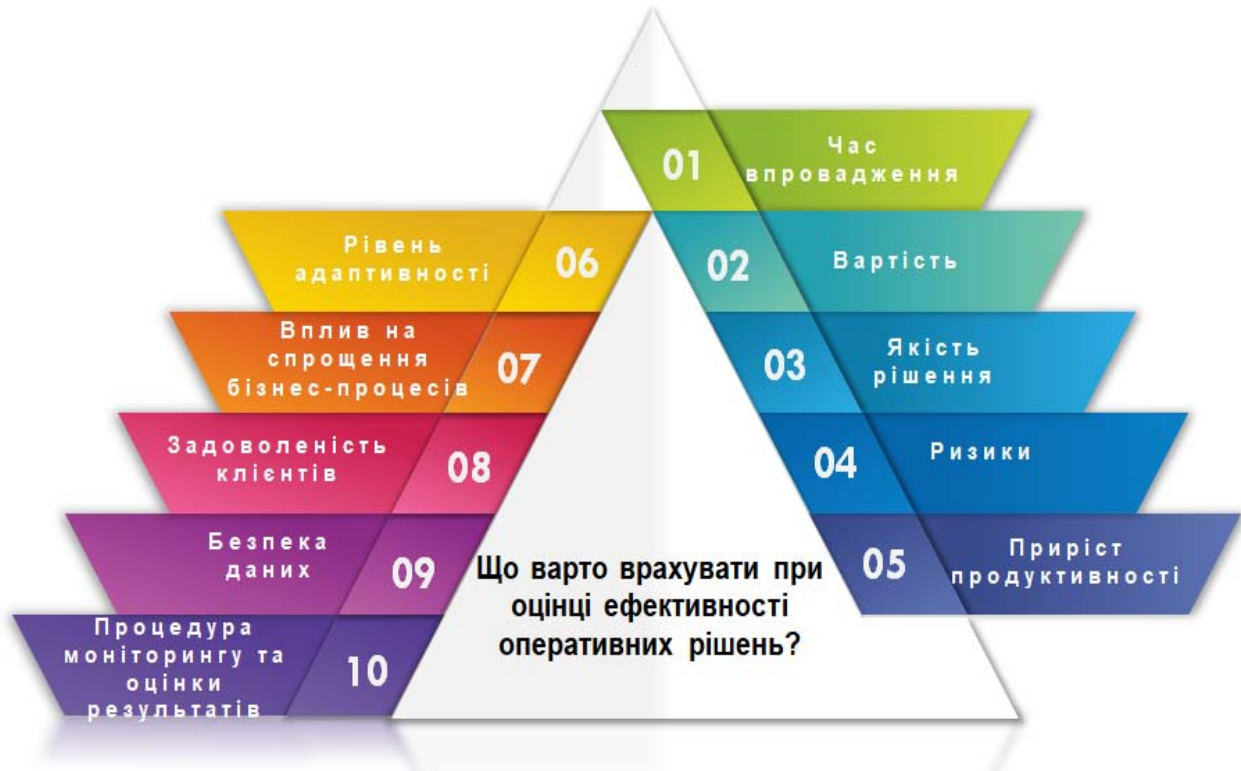 01
Час
впровадження
02
Вартість
03
Якість
рішення
04
Ризики
05
Приріст
продуктивності
06
Рівень
адаптивності
07
Вплив на
спрощення
бізнес-процесів
08
Задоволеність
клієнтів
09
Безпека
даних
10
Процедура
моніторингу та
оцінки
результатів
Що варто врахувати при
оцінці ефективності
оперативних рішень?